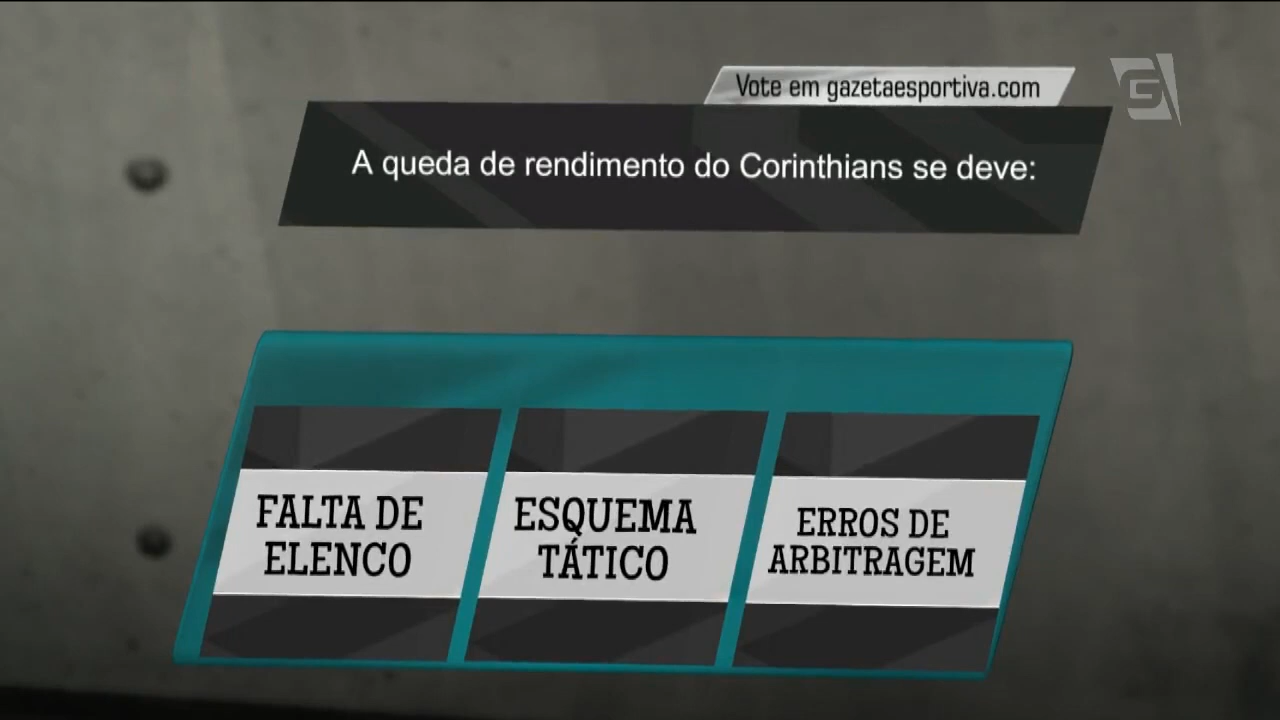 Vote em gazetaesportiva.com
A queda de rendimento do Corinthians se deve:
FALTA DE
ELENCO
ESQUEMA
TÁTICO
ERROS DE
ARBITRAGEM